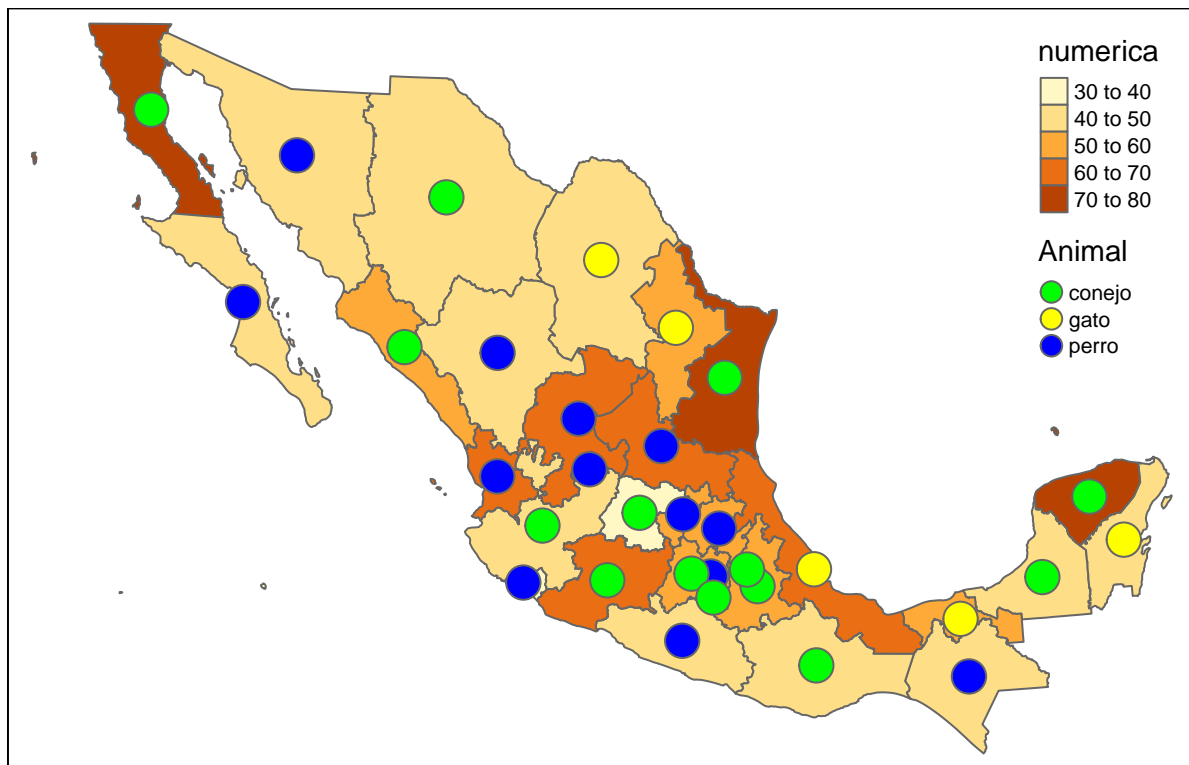 numerica
30 to 40
40 to 50
50 to 60
60 to 70
70 to 80
Animal
conejo
gato
perro